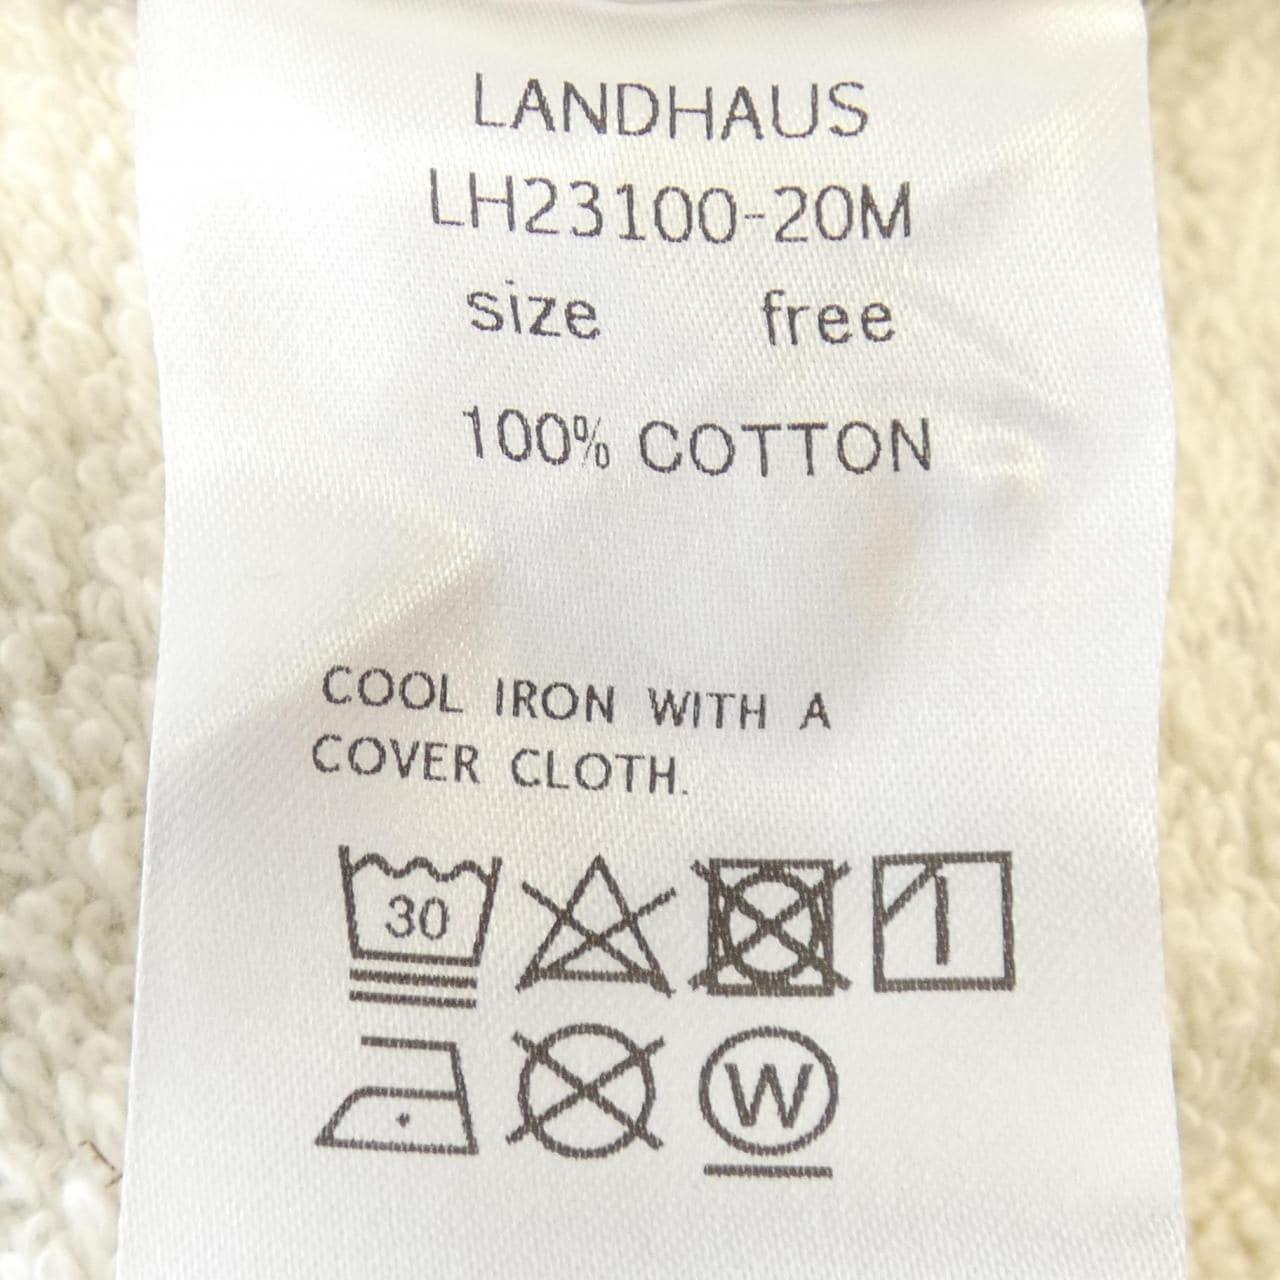 LANDHAUS
LH23100-20M
size free
100% COTTON
COOL IRON WITH A
COVER CLOTH.
30
W